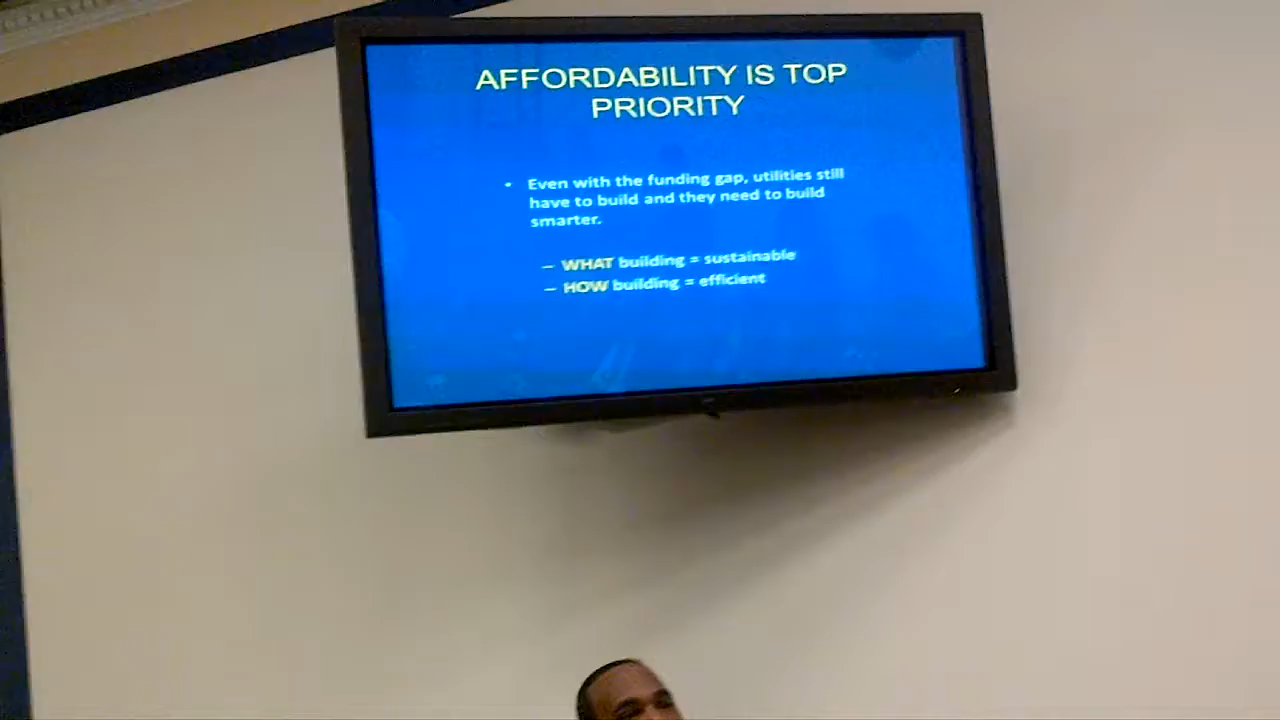 AFFORDABILITY IS TOP
PRIORITY
• Even with the funding gap, utilities still
have to build and they need to build
smarter.
– WHAT building = sustainable
– HOW building = efficient